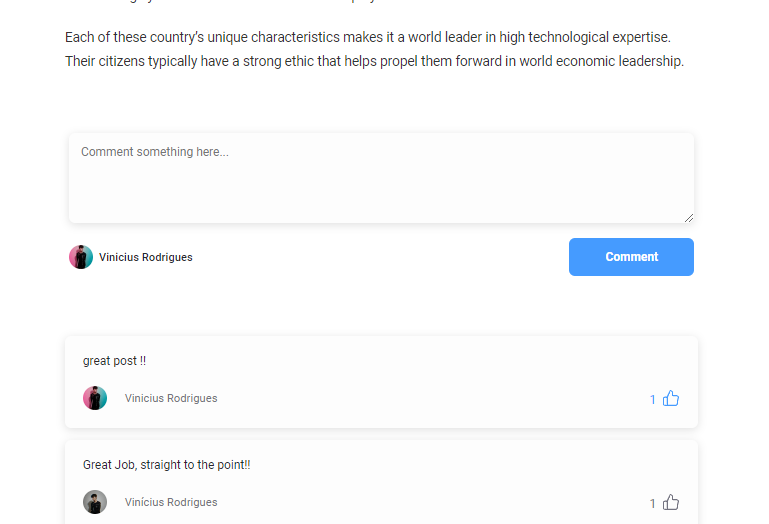 Each of these country's unique characteristics makes it a world leader in high technological expertise.
Their citizens typically have a strong ethic that helps propel them forward in world economic leadership.
Comment something here...
Vinicius Rodrigues
Comment
great post !!
Vinicius Rodrigues
1
Great Job, straight to the point!!
Vinícius Rodrigues
1